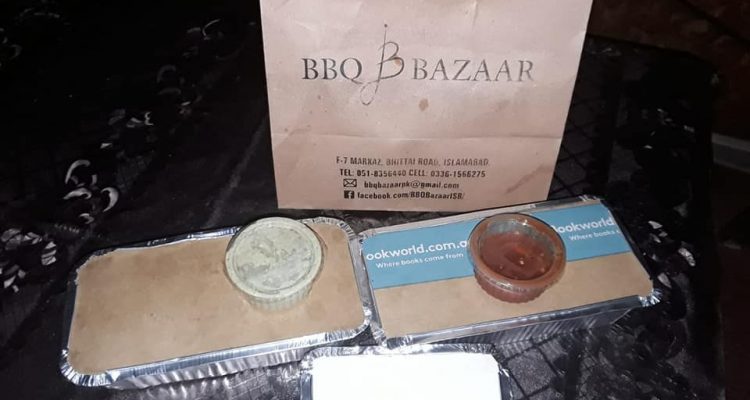 BBQ B BAZAAR
F-7 MARKAZ, BHITTAI ROAD, ISLAMABAD.
TEL: 051-8356440 CELL: 0336-1566275
bbqbazaarpk@gmail.com
facebook.com/BBQBazaarISB/
ookworld.com.a
Where books come from
ookworld.
Where books co